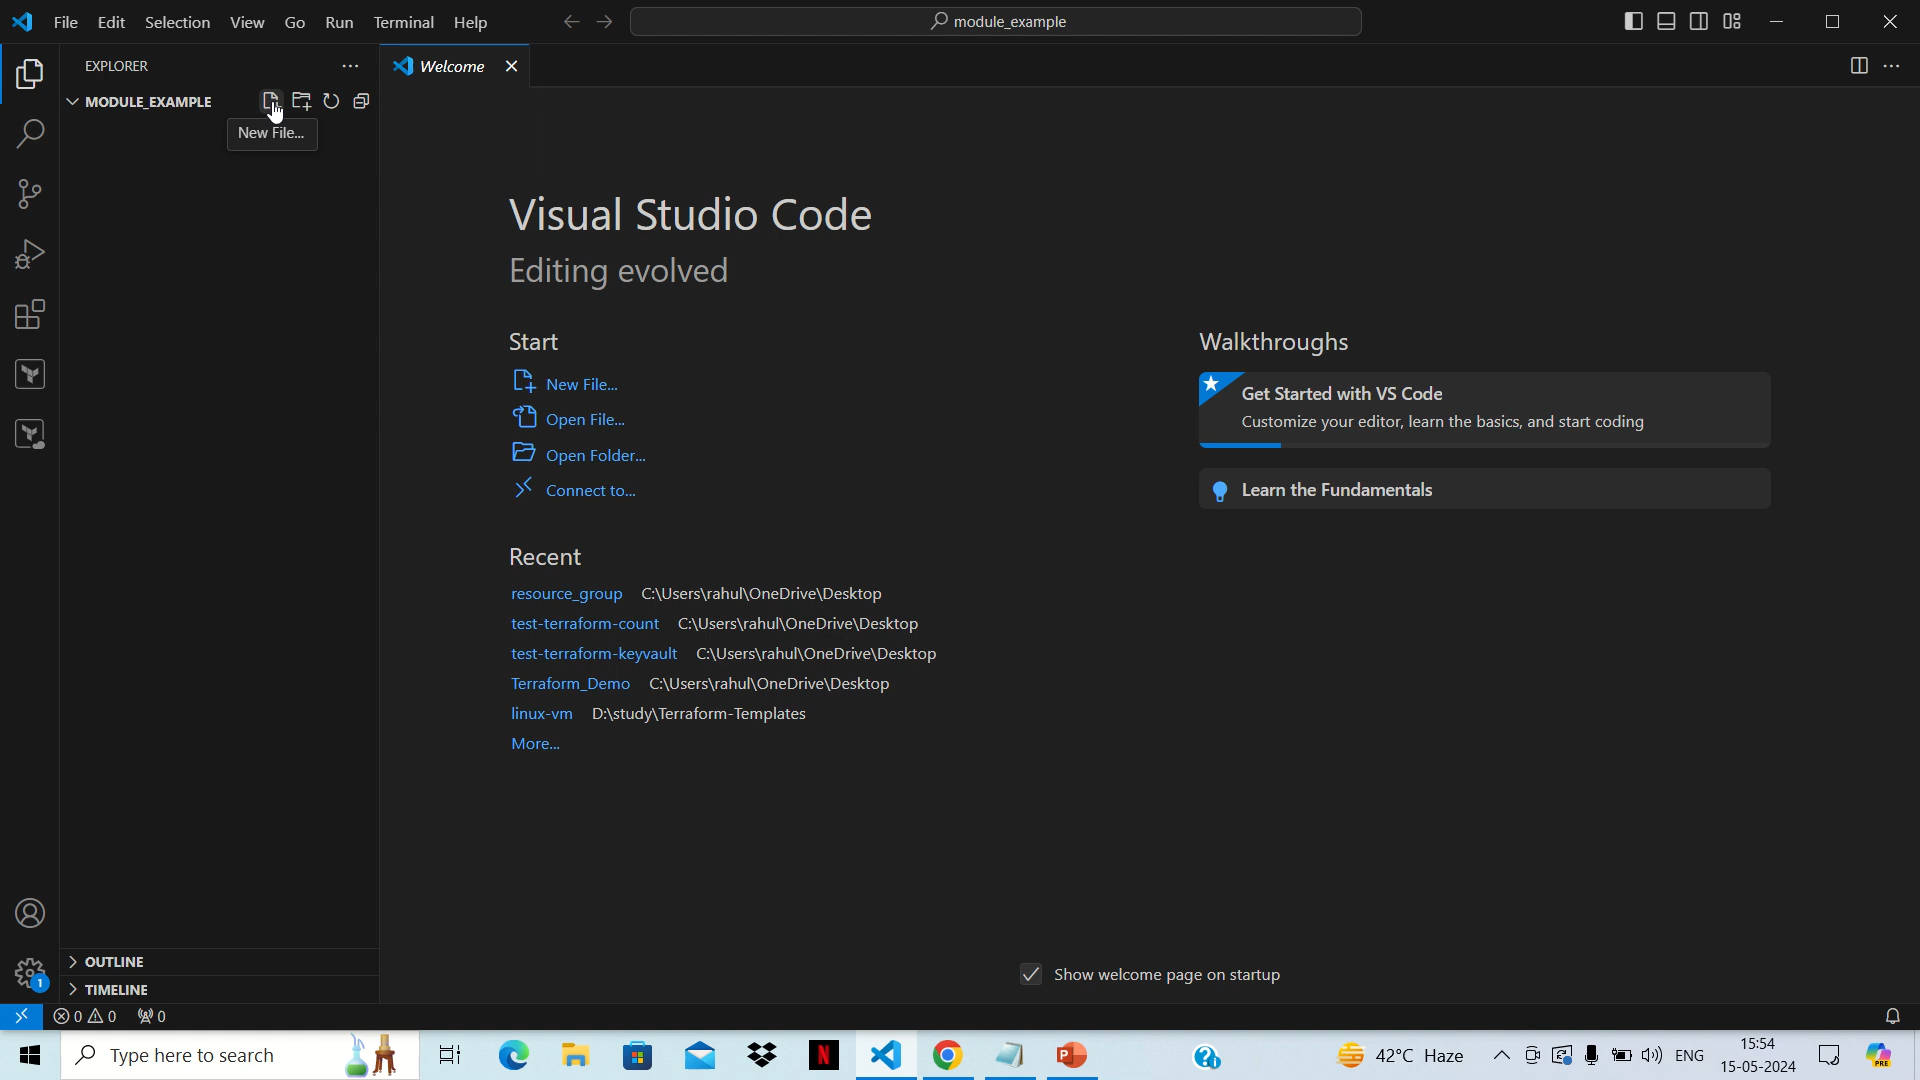 File Edit Selection View Go Run Terminal Help
module_example
EXPLORER
Welcome
MODULE_EXAMPLE
New File...
Visual Studio Code
Editing evolved
Start
New File...
Open File...
Open Folder...
Connect to...
Recent
resource_group C:\Users\rahul\OneDrive\Desktop
test-terraform-count C:\Users\rahul\OneDrive\Desktop
test-terraform-keyvault C:\Users\rahul\OneDrive\Desktop
Terraform_Demo C:\Users\rahul\OneDrive\Desktop
linux-vm D:\study\Terraform-Templates
More...
Walkthroughs
Get Started with VS Code
Customize your editor, learn the basics, and start coding
Learn the Fundamentals
Show welcome page on startup
OUTLINE
TIMELINE
1
0 0 0
Type here to search
N
P
42°C Haze
ENG
15:54
15-05-2024
PRE